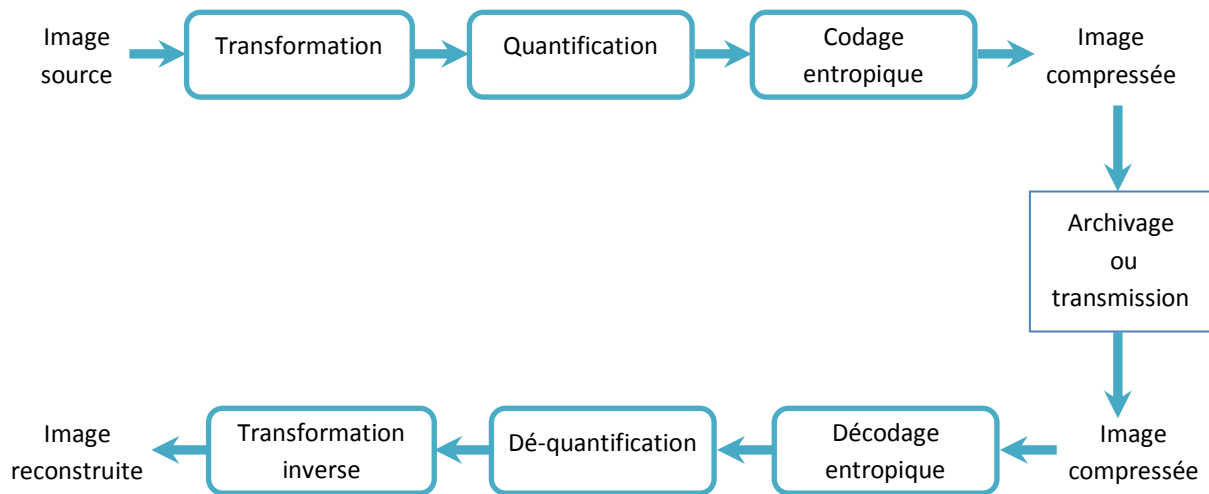 Image
source
Transformation
Quantification
Codage
entropique
Image
compressée
Archivage
ou
transmission
Image
reconstruite
Transformation
inverse
Dé-quantification
Décodage
entropique
Image
compressée